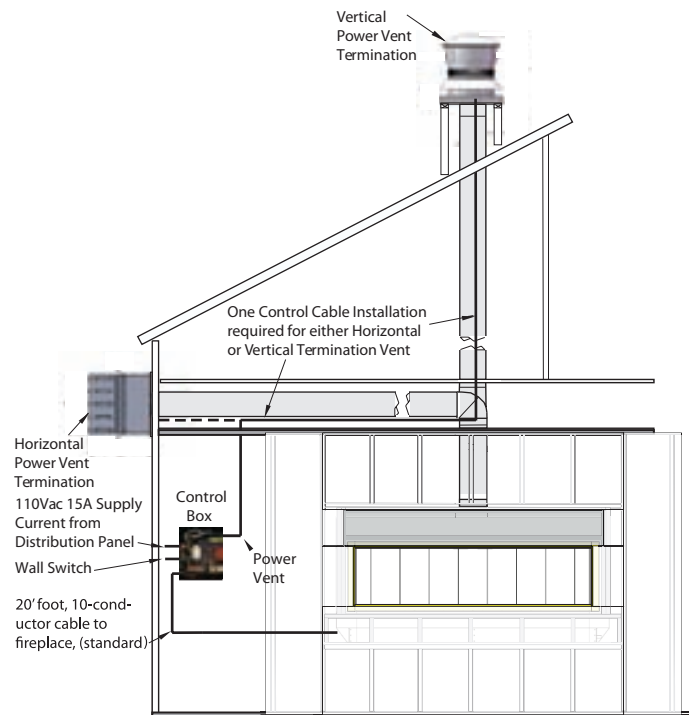 Vertical
Power Vent
Termination
One Control Cable Installation
required for either Horizontal
or Vertical Termination Vent
Horizontal
Power Vent
Termination
110Vac 15A Supply
Current from
Distribution Panel
Wall Switch
Control
Box
Power
Vent
20' foot, 10-cond-
uctor cable to
fireplace, (standard)